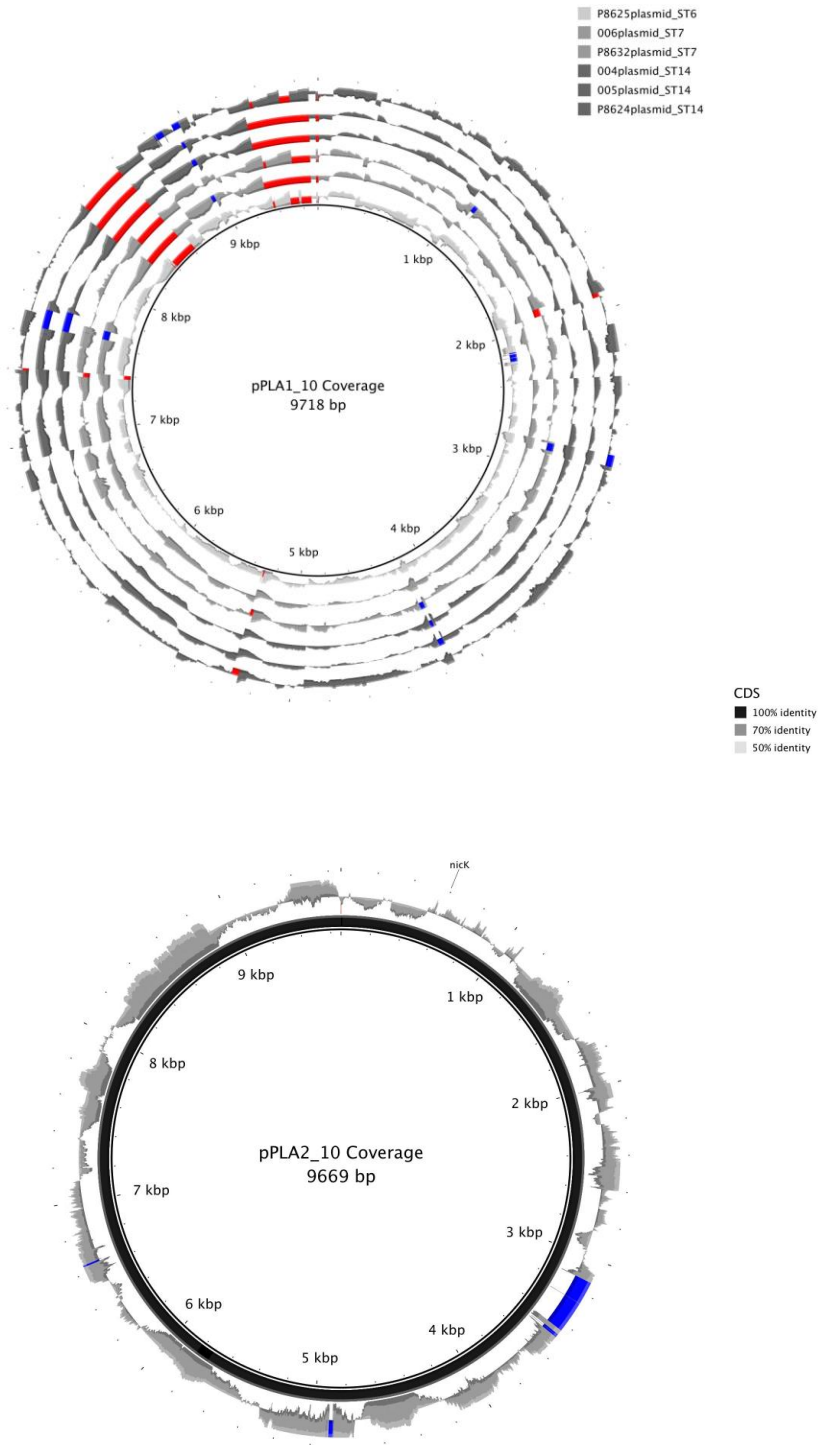 P8625plasmid_ST6
006plasmid_ST7
P8632plasmid_ST7
004plasmid_ST14
005plasmid_ST14
P8624plasmid_ST14
9 kbp
1 kbp
8 kbp
2 kbp
pPLA1_10 Coverage
9718 bp
7 kbp
3 kbp
6 kbp
4 kbp
5 kbp
CDS
100% identity
70% identity
50% identity
nicK
9 kbp
1 kbp
8 kbp
2 kbp
pPLA2_10 Coverage
9669 bp
7 kbp
3 kbp
6 kbp
4 kbp
5 kbp